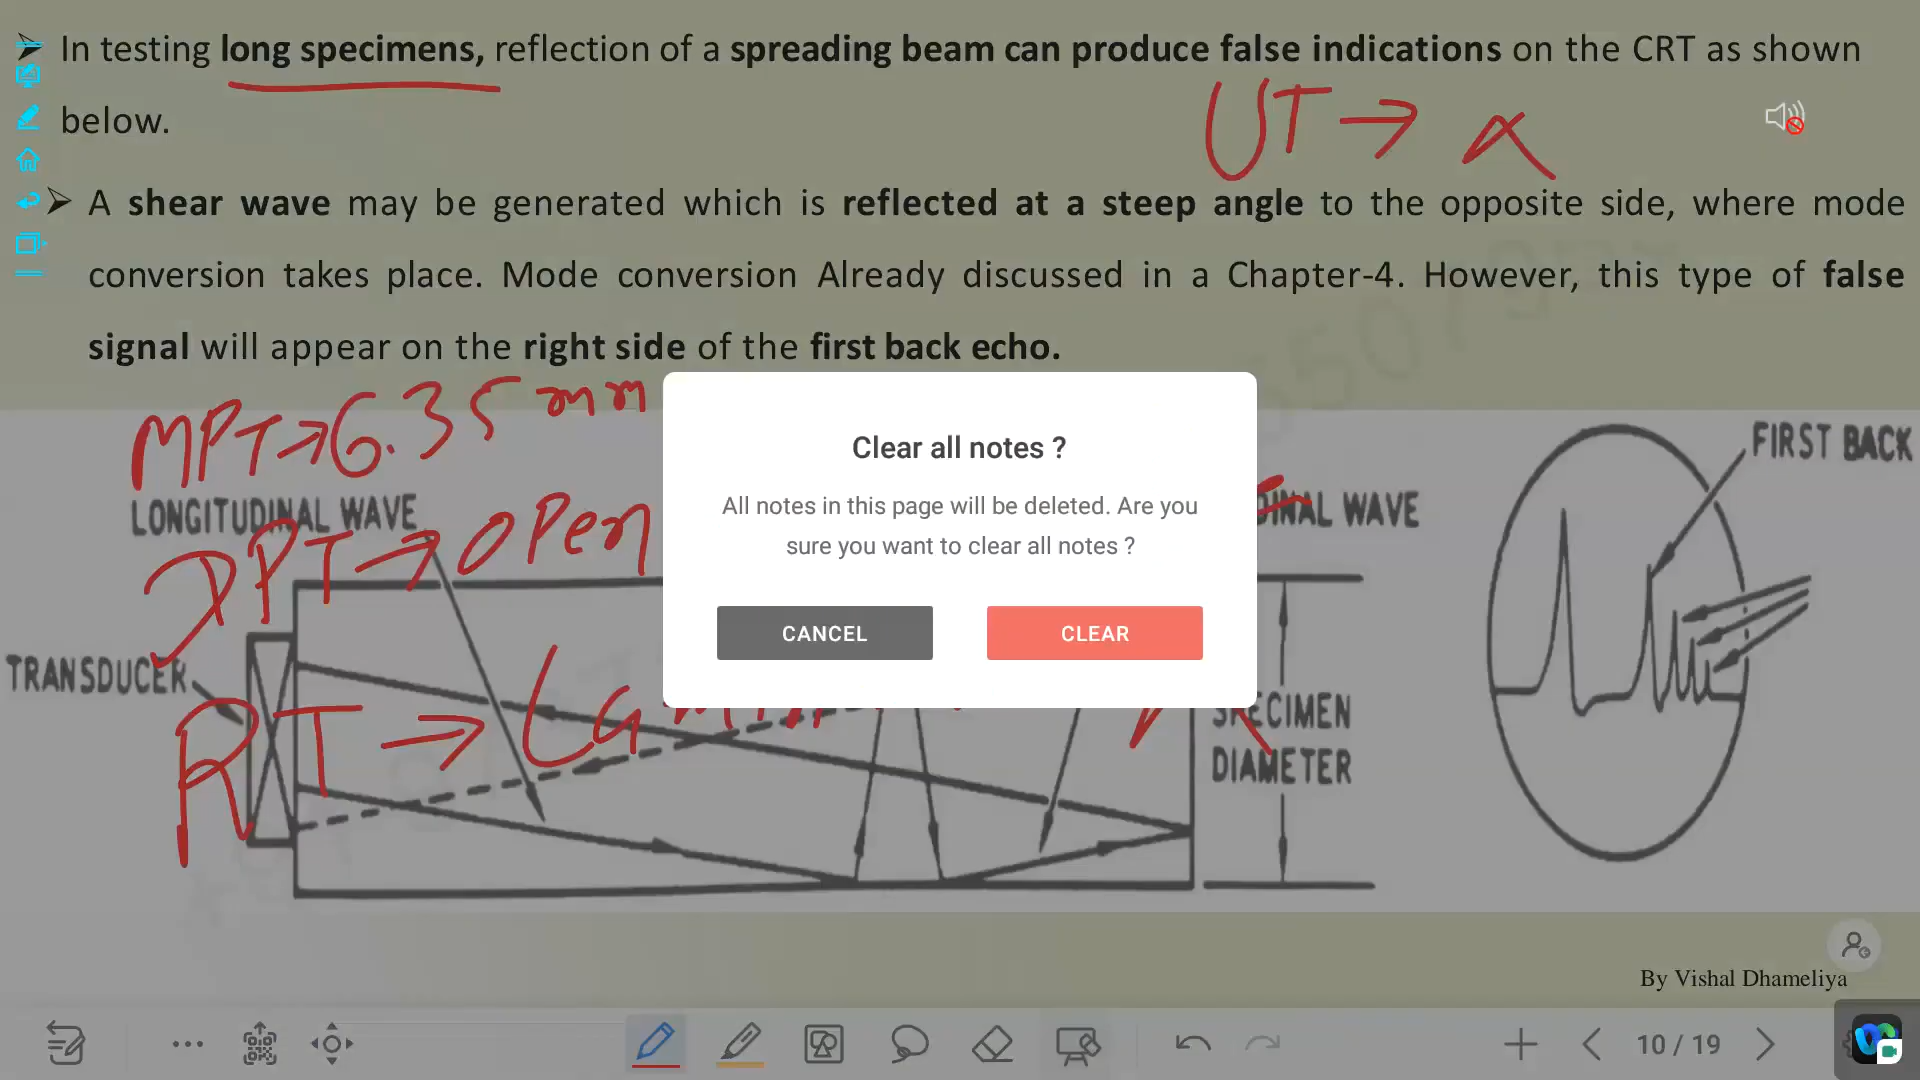 In testing long specimens, reflection of a spreading beam can produce false indications on the CRT as shown
below.
UT → α
A shear wave may be generated which is reflected at a steep angle to the opposite side, where mode
conversion takes place. Mode conversion Already discussed in a Chapter-4. However, this type of false
signal will appear on the right side of the first back echo.
MPT → 6.35 mm
Clear all notes ?
All notes in this page will be deleted. Are you
sure you want to clear all notes ?
CANCEL
CLEAR
LONGITUDINAL WAVE
WAVE
FIRST BACK
DPT → open
TRANSDUCER
RT →
SPECIMEN
DIAMETER
By Vishal Dhameliya
10 / 19